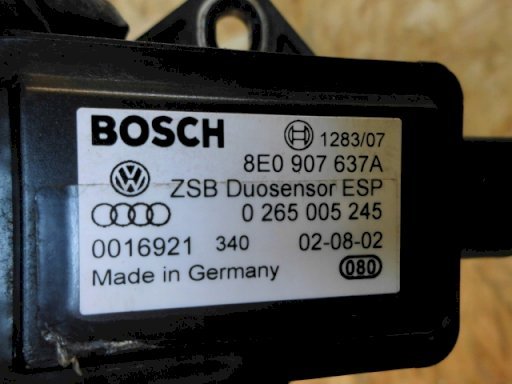 BOSCH 1283/07
8E0 907 637A
ZSB Duosensor ESP
0 265 005 245
0016921 340 02-08-02
Made in Germany 080